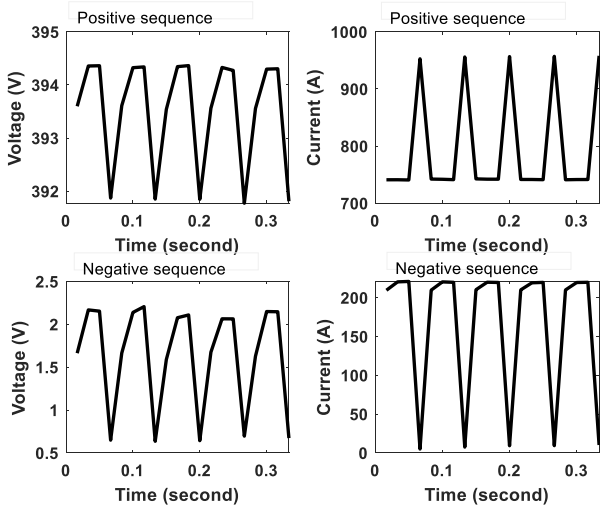 Positive sequence
395
394
393
392
Voltage (V)
0 0.1 0.2 0.3
Time (second)
Positive sequence
1000
900
800
700
Current (A)
0 0.1 0.2 0.3
Time (second)
Negative sequence
2.5
2
1.5
1
0.5
Voltage (V)
0 0.1 0.2 0.3
Time (second)
Negative sequence
200
150
100
50
0
Current (A)
0 0.1 0.2 0.3
Time (second)